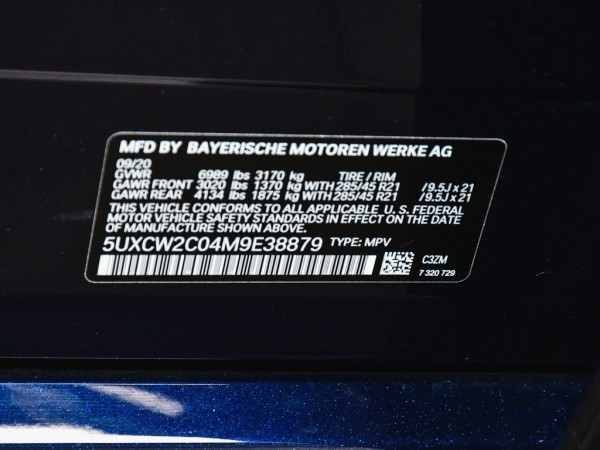 MFD BY BAYERISCHE MOTOREN WERKE AG
09/20
GVWR 6989 lbs 3170 kg TIRE / RIM
GAWR FRONT 3020 lbs 1370 kg WITH 285/45 R21 /9.5J x 21
GAWR REAR 4134 lbs 1875 kg WITH 285/45 R21 /9.5J x 21
THIS VEHICLE CONFORMS TO ALL APPLICABLE U. S. FEDERAL
MOTOR VEHICLE SAFETY STANDARDS IN EFFECT ON THE DATE
OF MANUFACTURE SHOWN ABOVE.
5UXCW2C04M9E38879 TYPE: MPV
C3ZM
7 320 729